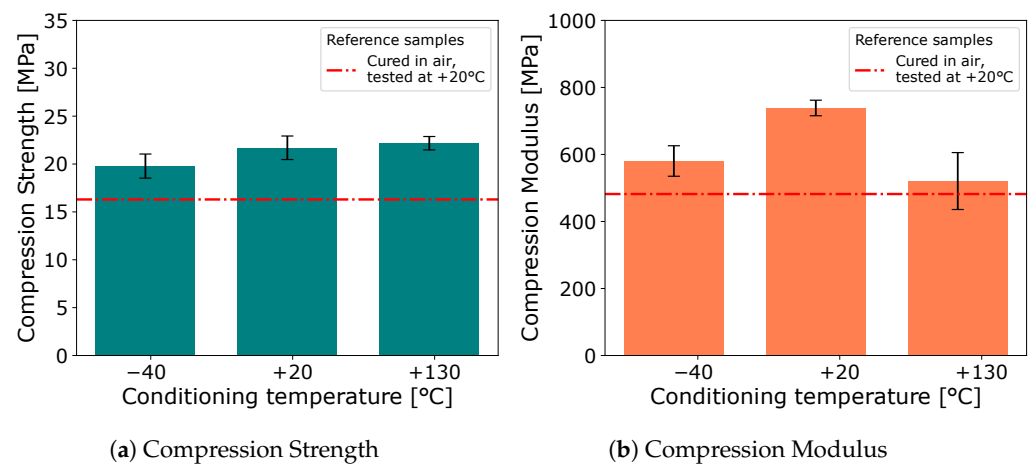 35
30
25
20
15
10
5
0
Compression Strength [MPa]
Reference samples
Cured in air,
tested at +20°C
−40
+20
+130
Conditioning temperature [°C]
(a) Compression Strength
1000
800
600
400
200
0
Compression Modulus [MPa]
Reference samples
Cured in air,
tested at +20°C
−40
+20
+130
Conditioning temperature [°C]
(b) Compression Modulus